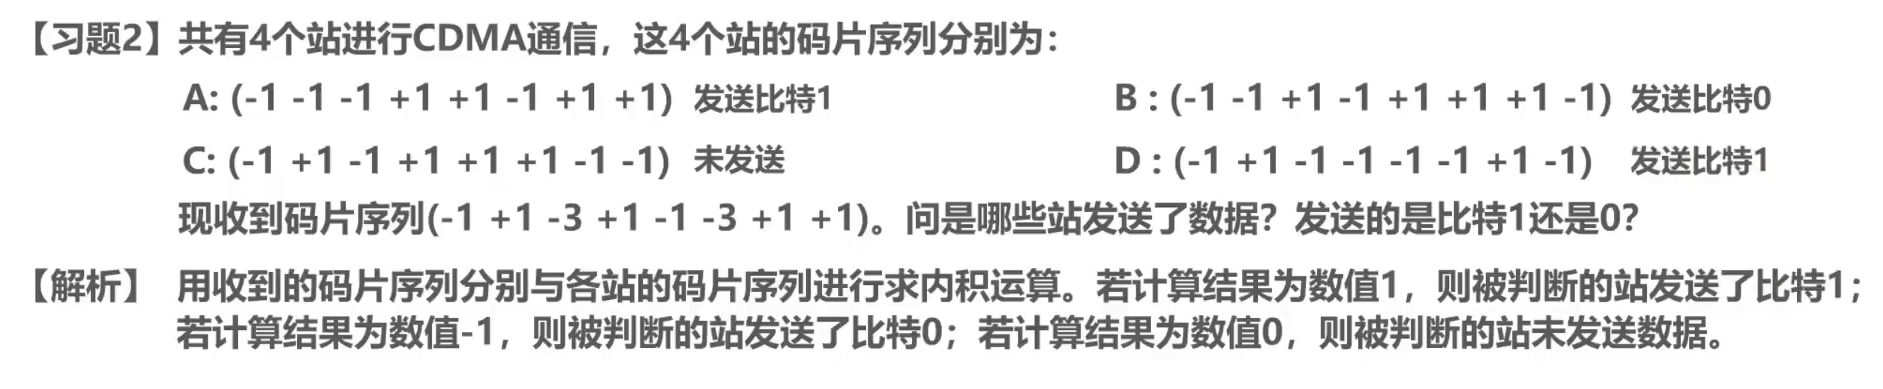 【习题2】共有4个站进行CDMA通信，这4个站的码片序列分别为：
A: (-1 -1 -1 +1 +1 -1 +1 +1) 发送比特1 B : (-1 -1 +1 -1 +1 +1 +1 -1) 发送比特0
C: (-1 +1 -1 +1 +1 +1 -1 -1) 未发送 D : (-1 +1 -1 -1 -1 -1 +1 -1) 发送比特1
现收到码片序列(-1 +1 -3 +1 -1 -3 +1 +1)。问是哪些站发送了数据？发送的是比特1还是0？
【解析】 用收到的码片序列分别与各站的码片序列进行求内积运算。若计算结果为数值1，则被判断的站发送了比特1；
若计算结果为数值-1，则被判断的站发送了比特0；若计算结果为数值0，则被判断的站未发送数据。